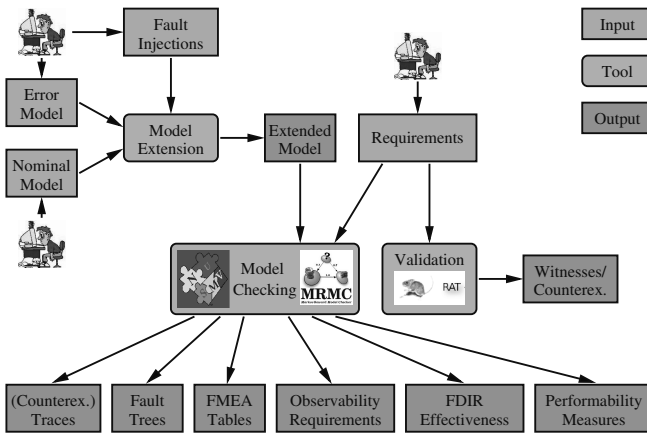 Fault
Injections
Input
Error
Model
Tool
Model
Extension
Extended
Model
Requirements
Output
Nominal
Model
Model
Checking
?
MRMC
Validation
RAT
Witnesses/
Counterex.
(Counterex.)
Traces
Fault
Trees
FMEA
Tables
Observability
Requirements
FDIR
Effectiveness
Performability
Measures